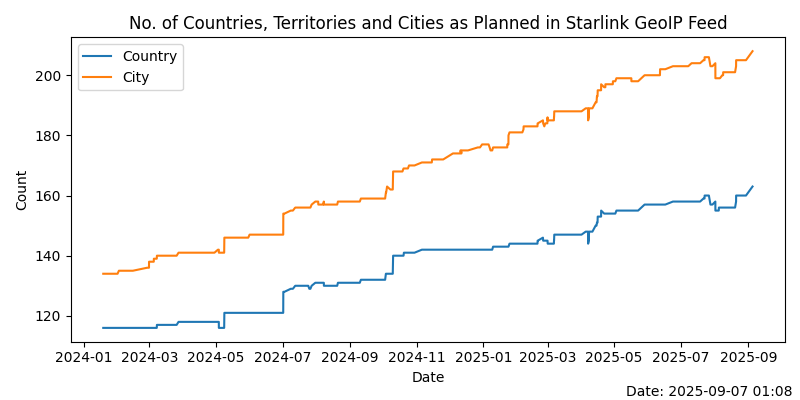 No. of Countries, Territories and Cities as Planned in Starlink GeoIP Feed
Country
City
Count
200
180
160
140
120
2024-01 2024-03 2024-05 2024-07 2024-09 2024-11 2025-01 2025-03 2025-05 2025-07 2025-09
Date
Date: 2025-09-07 01:08